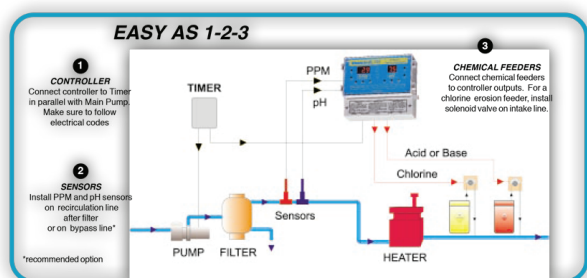 EASY AS 1-2-3
1
CONTROLLER
Connect controller to Timer
in parallel with Main Pump.
Make sure to follow
electrical codes
2
SENSORS
Install PPM and pH sensors
on recirculation line
after filter
or on bypass line*
*recommended option
3
CHEMICAL FEEDERS
Connect chemical feeders
to controller outputs. For a
chlorine erosion feeder, install
solenoid valve on intake line.
TIMER
PPM
pH
Acid or Base
Chlorine
Sensors
PUMP
FILTER
HEATER